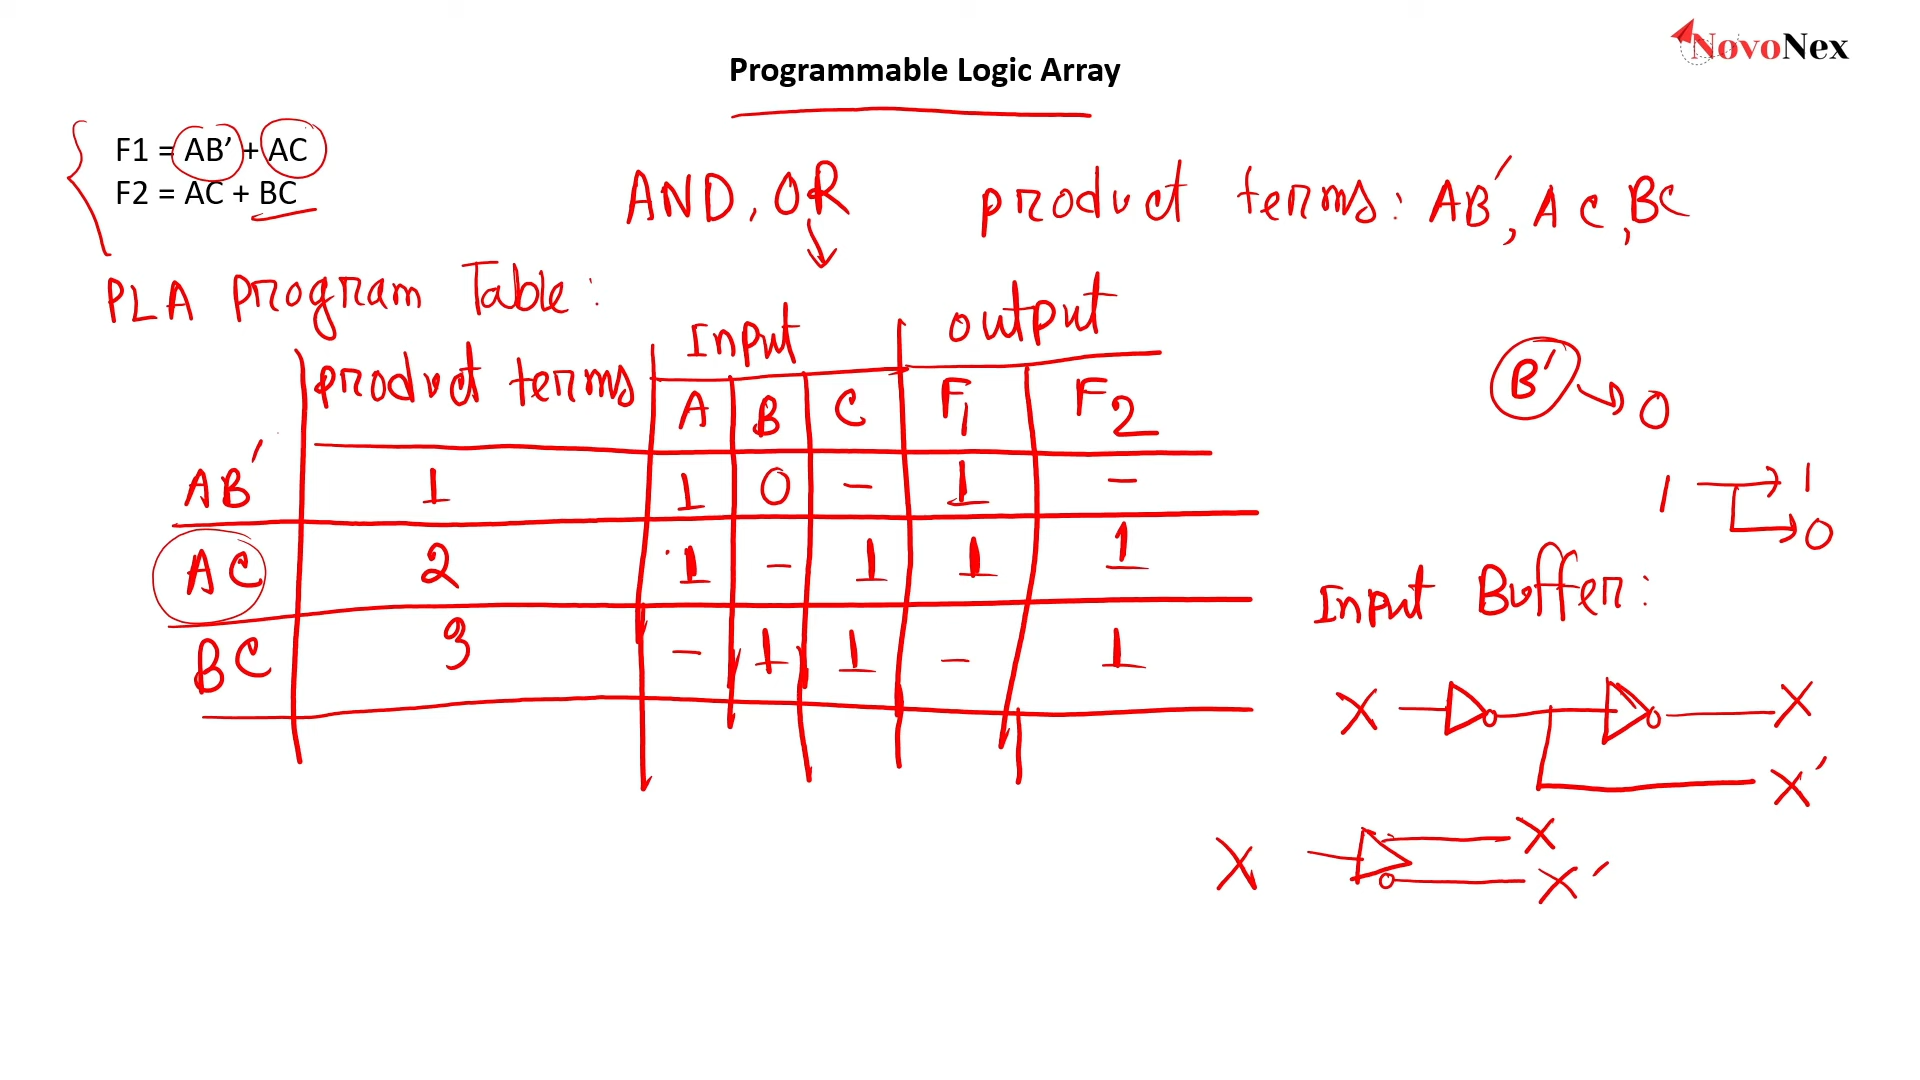 NovoNex
Programmable Logic Array
F1 = AB’ + AC
F2 = AC + BC
AND, OR
product terms: AB', AC, BC
PLA program Table:
Input output
product terms A B C F1 F2
AB' 1 1 0 - 1 -
AC 2 1 - 1 1 1
BC 3 - 1 1 - 1
B' 0
1 1
0
Input Buffer:
X X
X'
X X
X'